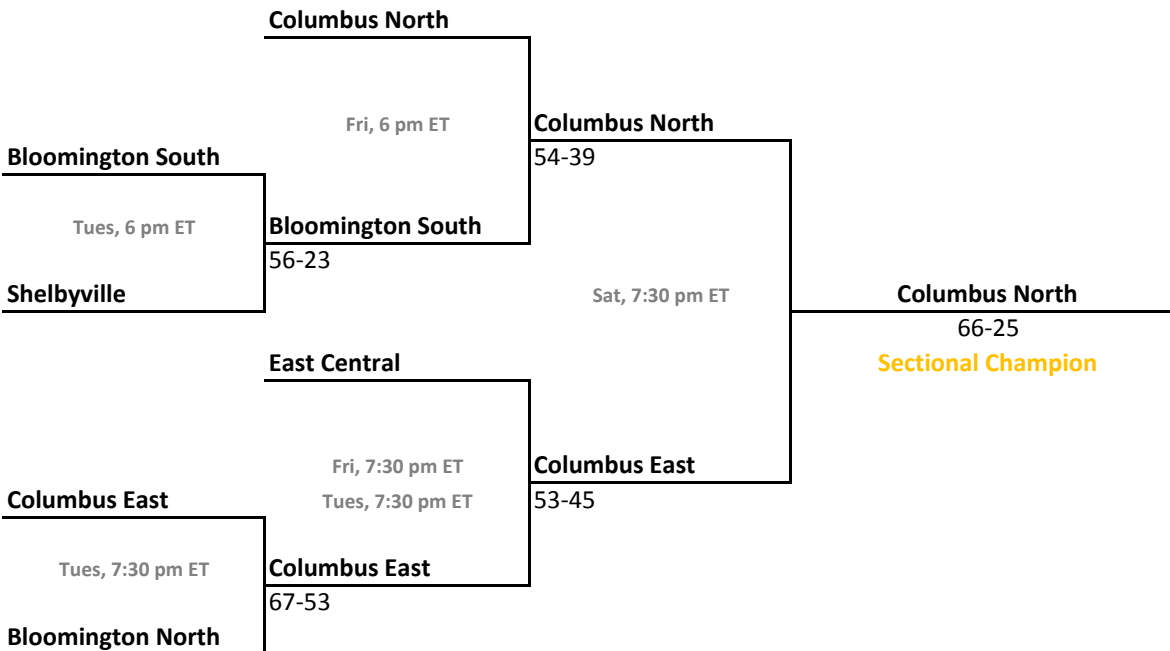 Columbus North
Fri, 6 pm ET
Columbus North
Bloomington South
54-39
Tues, 6 pm ET
Bloomington South
56-23
Shelbyville
Sat, 7:30 pm ET
Columbus North
66-25
East Central
Sectional Champion
Fri, 7:30 pm ET
Columbus East
Columbus East
Tues, 7:30 pm ET
53-45
Tues, 7:30 pm ET
Columbus East
67-53
Bloomington North